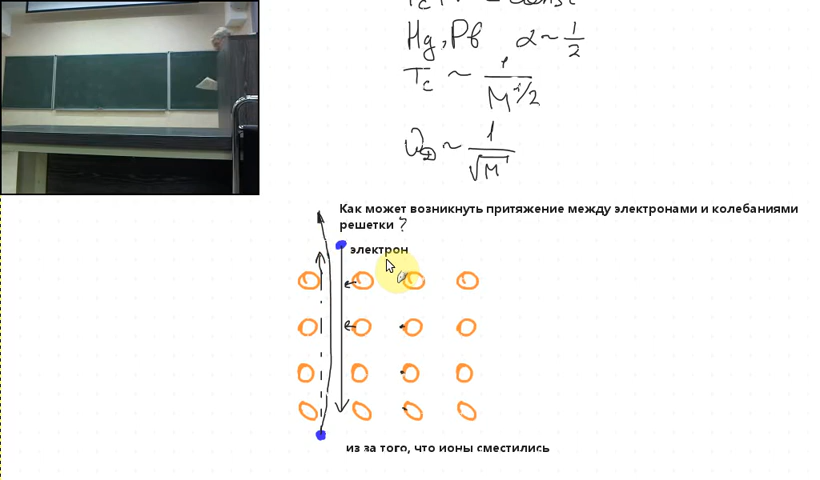 Hg, Pb α ~ 1/2
Tc ~ 1/M^1/2
ω_D ~ 1/√M
Как может возникнуть притяжение между электронами и колебаниями
решетки ?
электрон
из за того, что ионы сместились